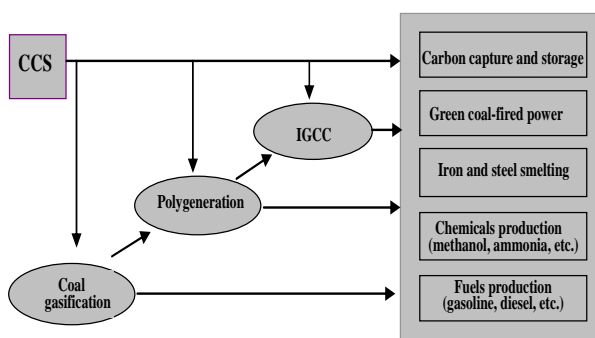 CCS
Carbon capture and storage
Green coal-fired power
IGCC
Iron and steel smelting
Polygeneration
Chemicals production
(methanol, ammonia, etc.)
Coal
gasification
Fuels production
(gasoline, diesel, etc.)